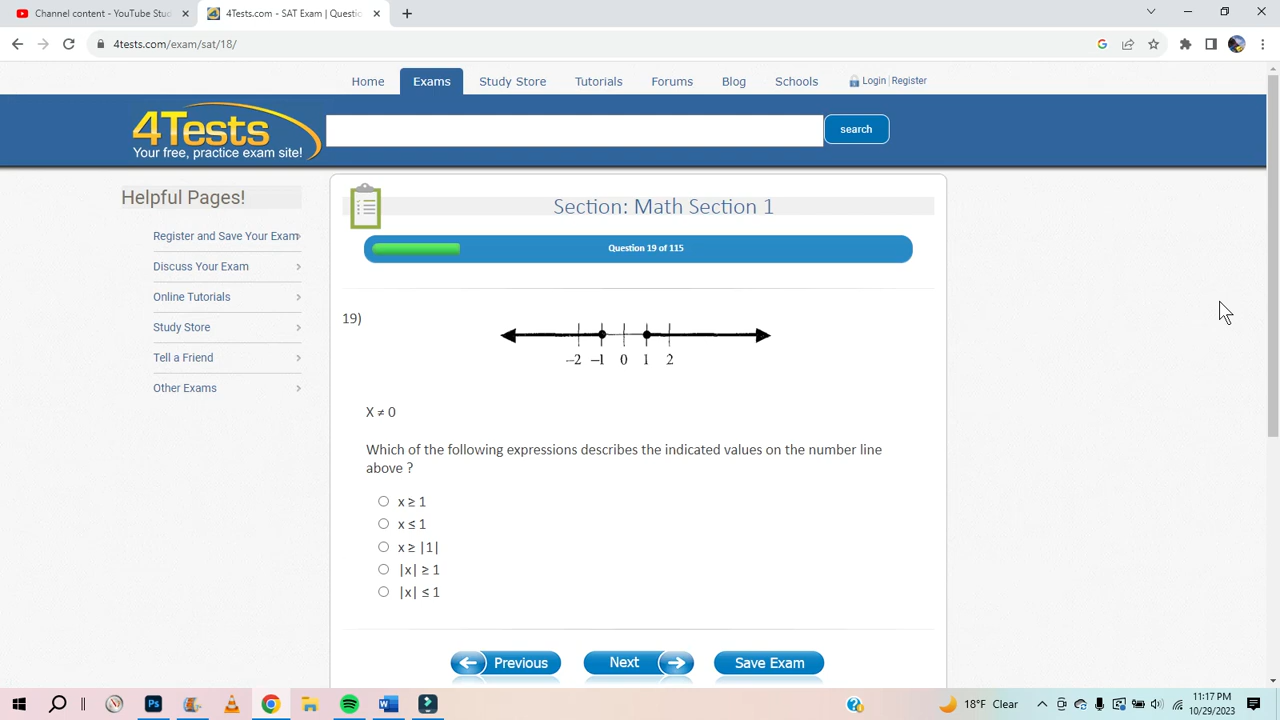 Channel content - YouTube Stud
4Tests.com - SAT Exam | Questio
4tests.com/exam/sat/18/
Home
Exams
Study Store
Tutorials
Forums
Blog
Schools
Login | Register
4Tests
Your free, practice exam site!
search
Helpful Pages!
Register and Save Your Exam
Discuss Your Exam
Online Tutorials
Study Store
Tell a Friend
Other Exams
Section: Math Section 1
Question 19 of 115
19)
–2 –1 0 1 2
X ≠ 0
Which of the following expressions describes the indicated values on the number line
above ?
x ≥ 1
x ≤ 1
x ≥ |1|
|x| ≥ 1
|x| ≤ 1
Previous
Next
Save Exam
Ps
W
18°F Clear
11:17 PM
10/29/2023